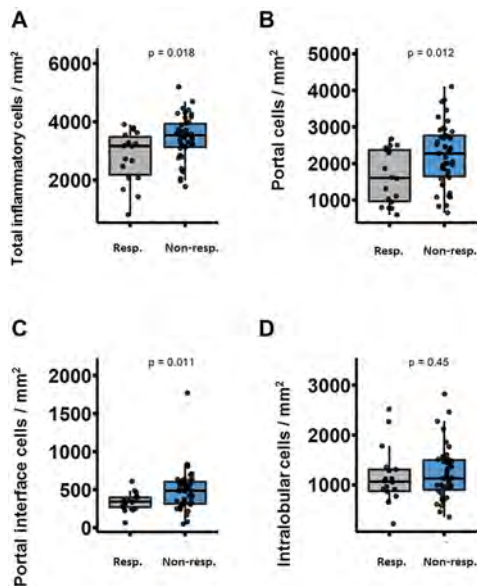 A
p = 0.018
Total inflammatory cells / mm²
6000
4000
2000
Resp.
Non-resp.
B
p = 0.012
Portal cells / mm²
5000
4000
3000
2000
1000
0
Resp.
Non-resp.
C
p = 0.011
Portal interface cells / mm²
2000
1500
1000
500
0
Resp.
Non-resp.
D
p = 0.45
Intralobular cells / mm²
3000
2000
1000
0
Resp.
Non-resp.